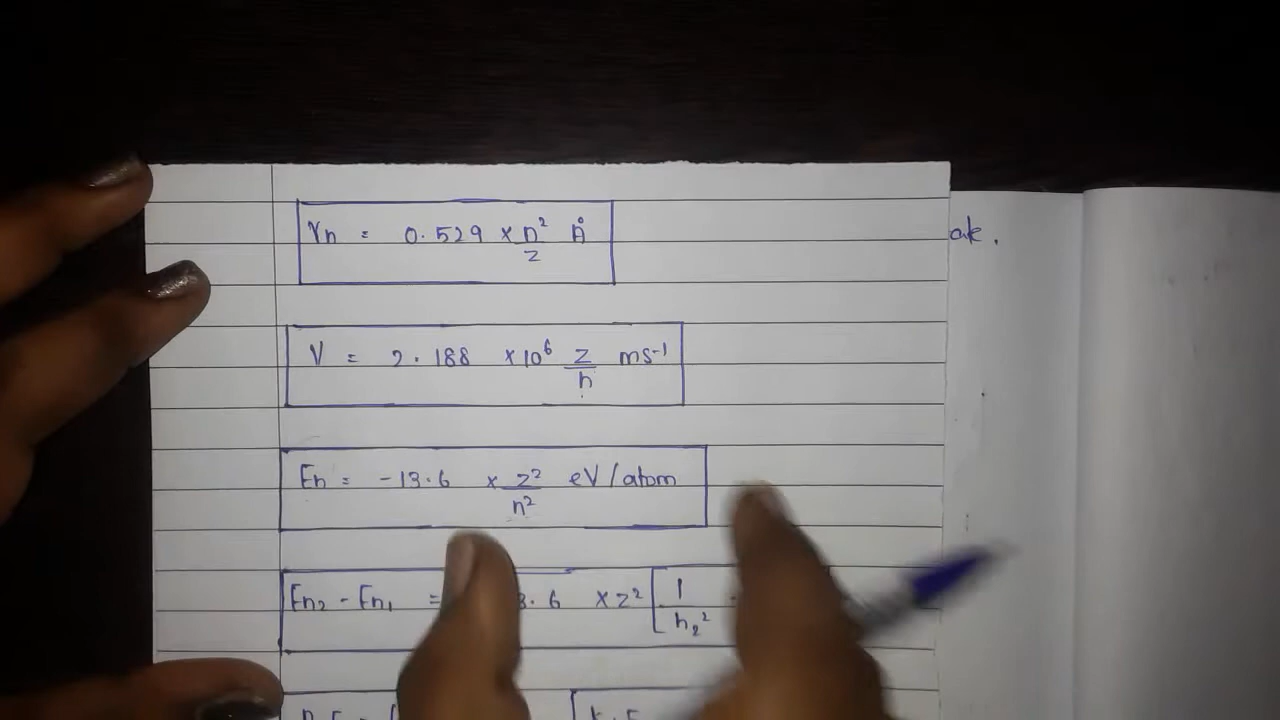 rn = 0.529 × n²/z Å
ak.
V = 2.188 ×10⁶ z/n ms⁻¹
En = -13.6 × z²/n² eV/atom
En₂ - En₁ = 3.6 × z² [ 1/n₂²